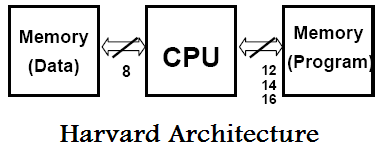 Memory
(Data)
8
CPU
12
14
16
Memory
(Program)
Harvard Architecture